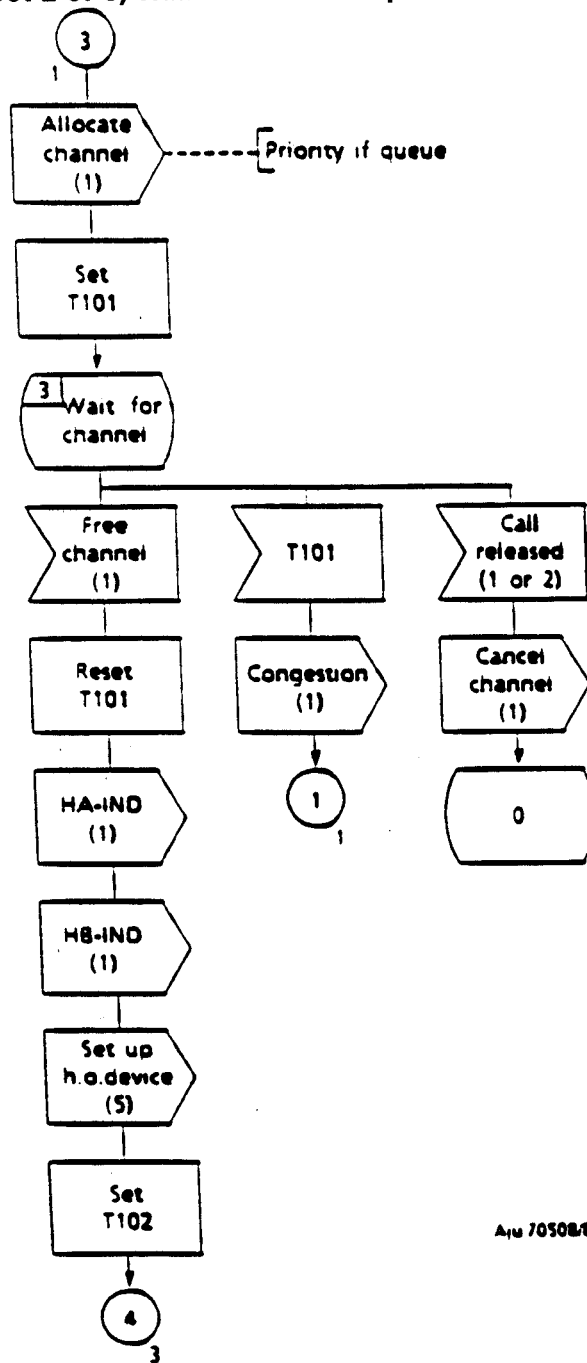 3
1
Allocate
channel
(1)
Priority if queue
Set
T101
3
Wait for
channel
Free
channel
(1)
T101
Call
released
(1 or 2)
Reset
T101
Congestion
(1)
Cancel
channel
(1)
HA-IND
(1)
1
1
0
HB-IND
(1)
Set up
h.o.device
(5)
Set
T102
4
3